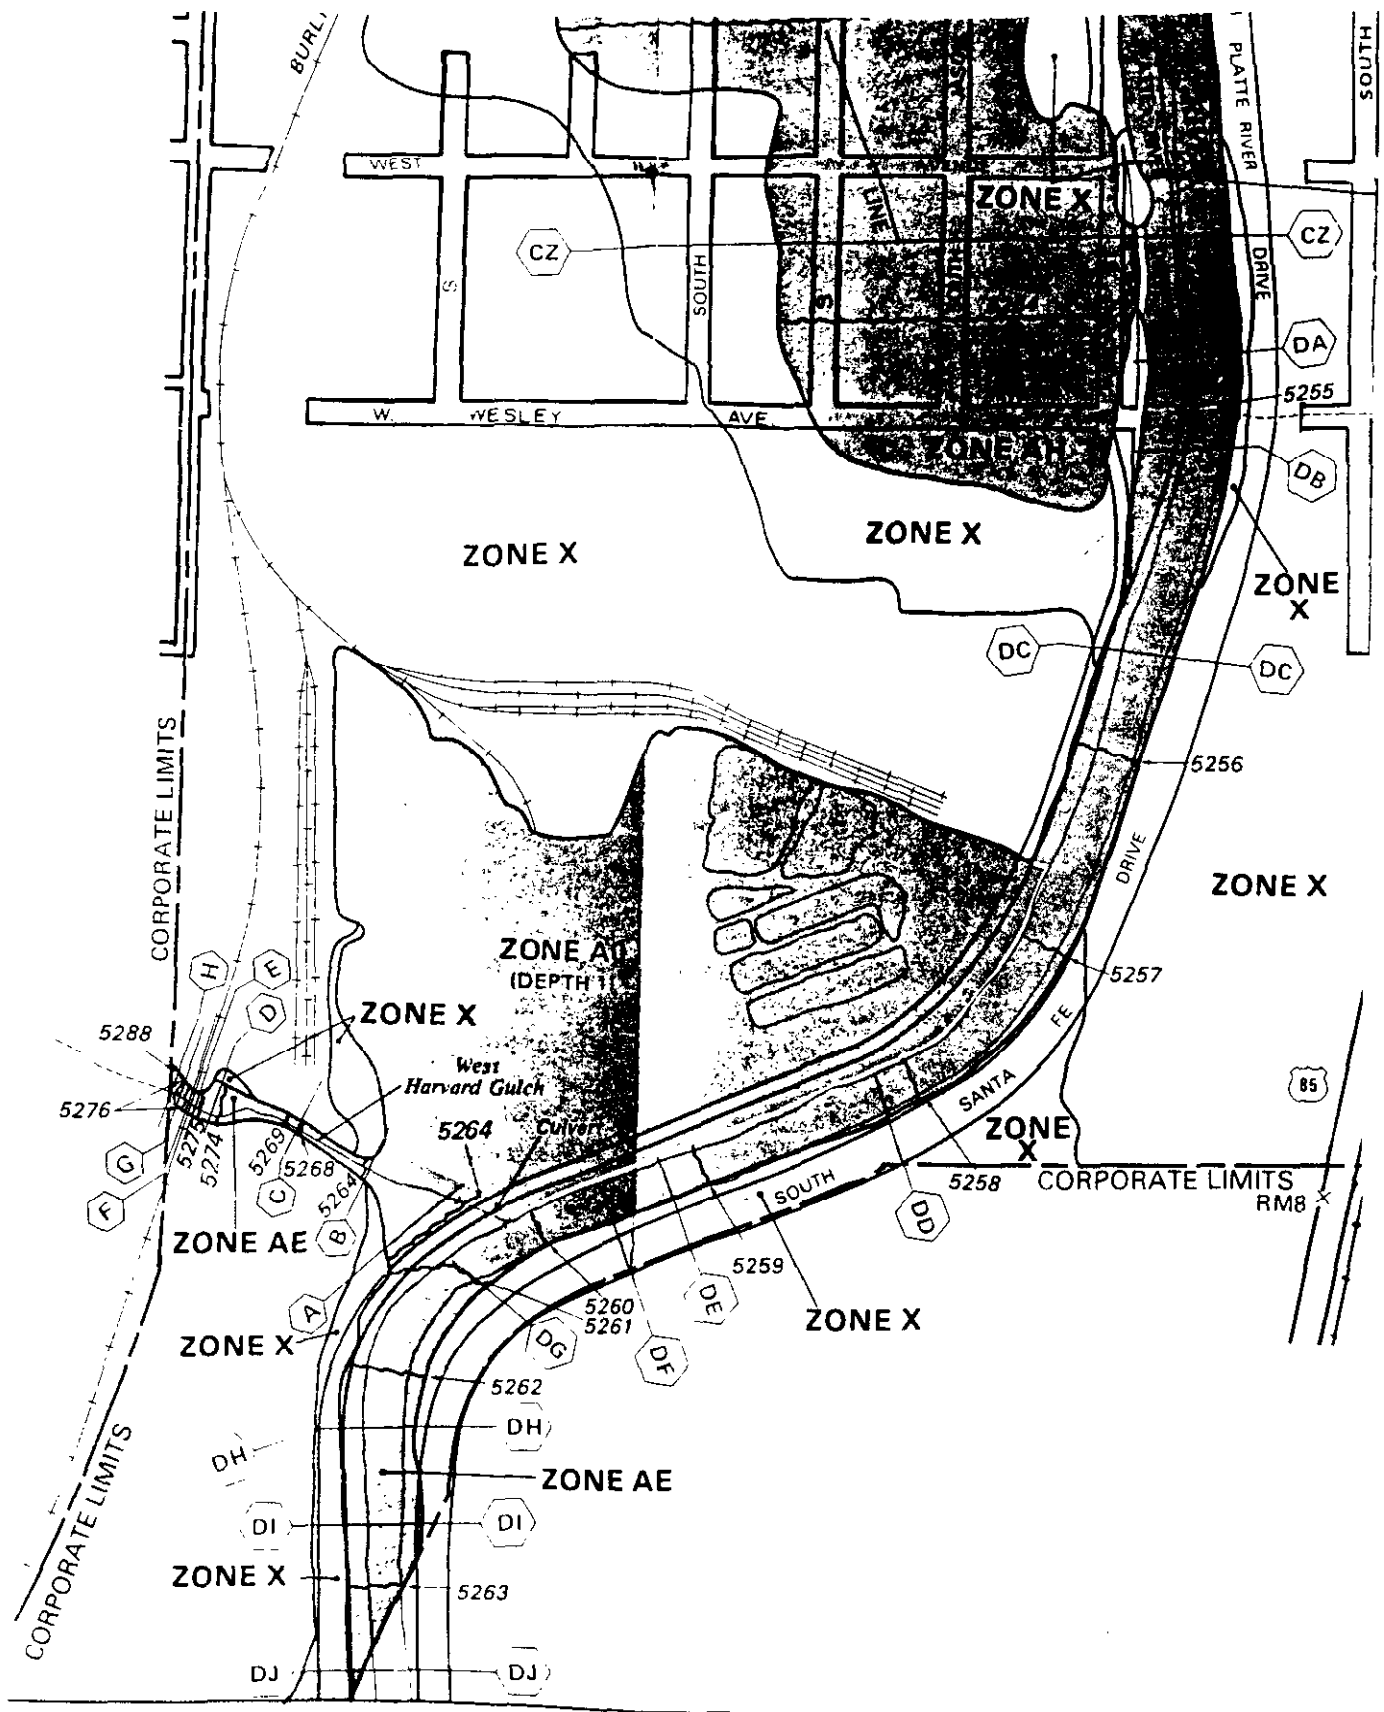 BURLI
PLATTE RIVER
SOUTH
WEST
ZONE X
CZ
CZ
S
SOUTH
SOUTH
S
DRIVE
DA
5255
W. WESLEY AVE.
ZONE AH
DB
ZONE X
ZONE X
ZONE
X
DC
DC
CORPORATE LIMITS
5256
DRIVE
ZONE X
ZONE AO
(DEPTH 1)
5257
H
E
D
ZONE X
FE
5288
West
Harvard Gulch
SANTA
85
5276
5264
Culvert
ZONE
X
G
5275
5274
5269
5268
C
5264
SOUTH
5258
CORPORATE LIMITS
RM8
F
B
DD
ZONE AE
5259
A
DE
5260
5261
ZONE X
ZONE X
DG
DF
5262
DH
DH
ZONE AE
CORPORATE LIMITS
DI
DI
ZONE X
5263
DJ
DJ